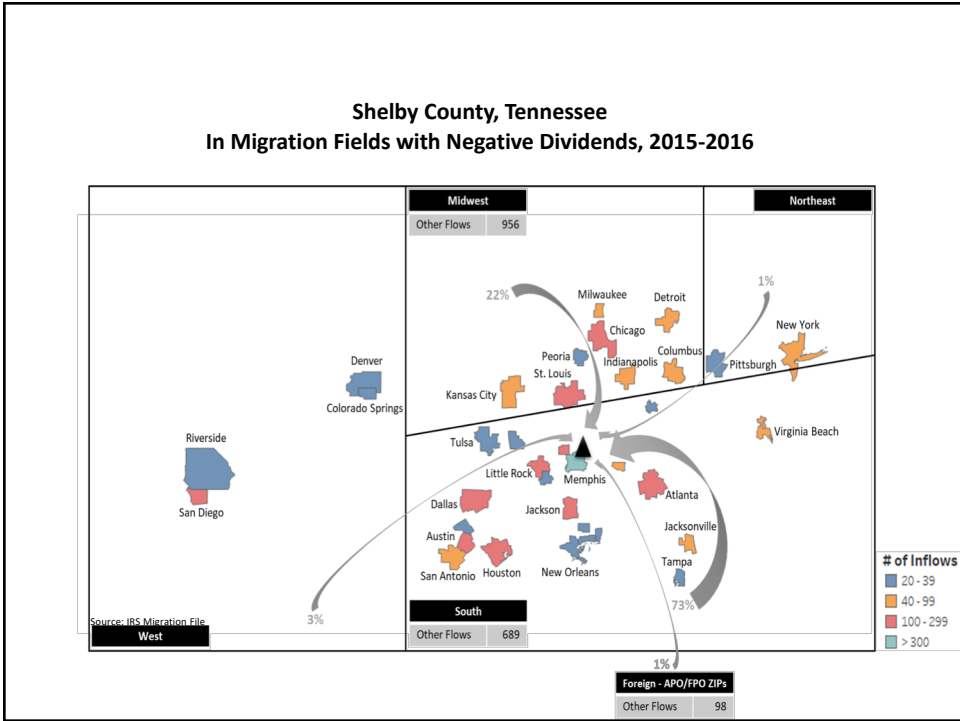 Shelby County, Tennessee
In Migration Fields with Negative Dividends, 2015-2016
Midwest
Other Flows 956
Northeast
22%
1%
Milwaukee
Detroit
Chicago
New York
Peoria
Indianapolis
Columbus
Pittsburgh
Denver
St. Louis
Kansas City
Colorado Springs
Virginia Beach
Riverside
Tulsa
Little Rock
Memphis
Atlanta
San Diego
Dallas
Jackson
Jacksonville
Austin
San Antonio
Houston
New Orleans
Tampa
73%
3%
# of Inflows
20 - 39
40 - 99
100 - 299
> 300
Source: IRS Migration File
West
South
Other Flows 689
1%
Foreign - APO/FPO ZIPs
Other Flows 98